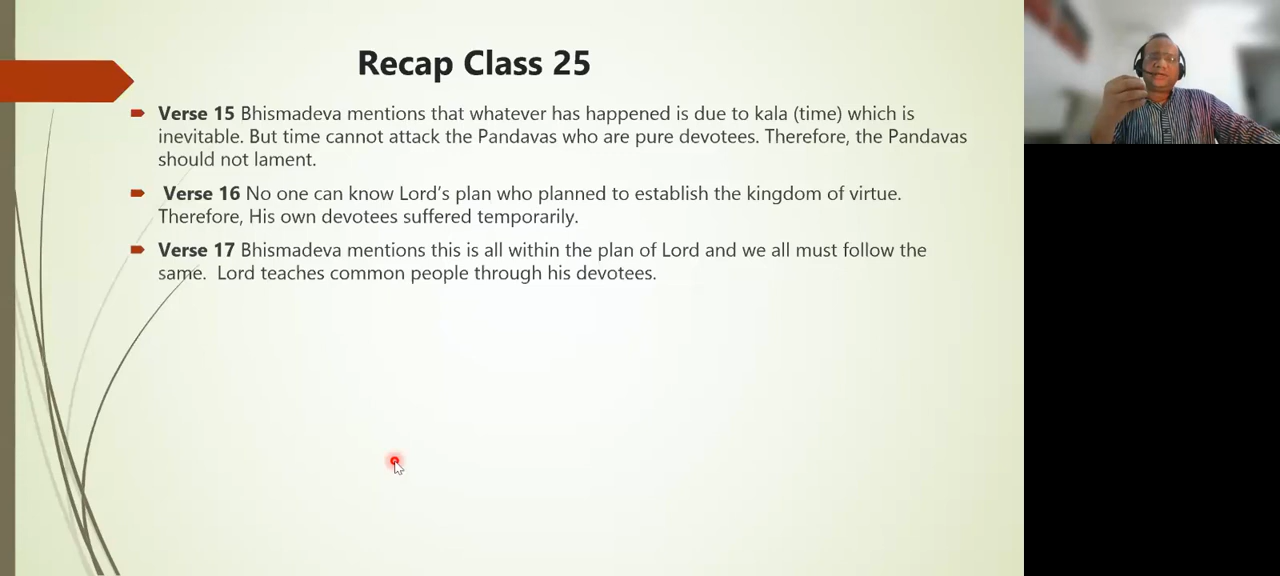 Recap Class 25
Verse 15 Bhismadeva mentions that whatever has happened is due to kala (time) which is
inevitable. But time cannot attack the Pandavas who are pure devotees. Therefore, the Pandavas
should not lament.
Verse 16 No one can know Lord's plan who planned to establish the kingdom of virtue.
Therefore, His own devotees suffered temporarily.
Verse 17 Bhismadeva mentions this is all within the plan of Lord and we all must follow the
same. Lord teaches common people through his devotees.